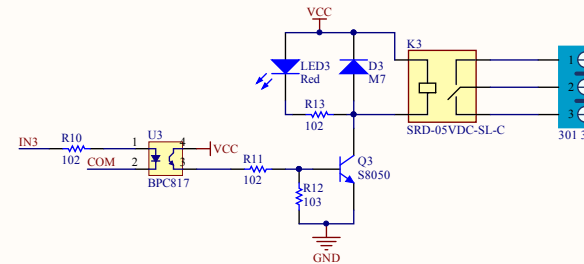 VCC
K3
LED3
Red
D3
M7
1
2
3
R13
102
SRD-05VDC-SL-C
301 3
IN3
R10
102
1
U3
4
VCC
COM
2
3
BPC817
R11
102
Q3
S8050
R12
103
GND